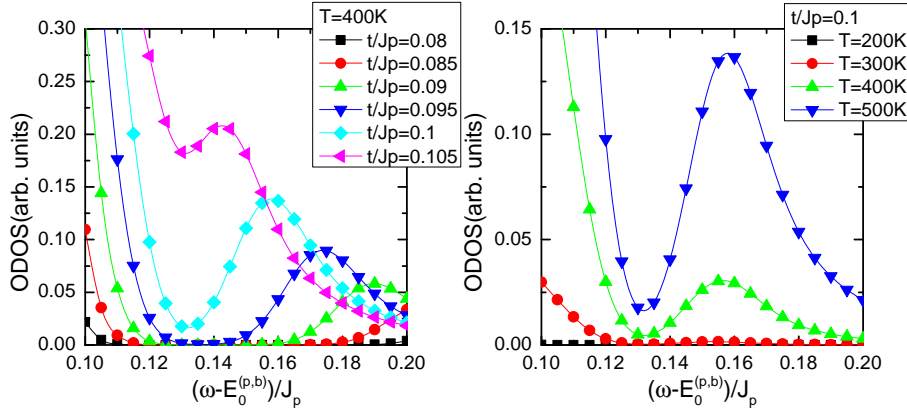 T=400K
t/Jp=0.08
t/Jp=0.085
t/Jp=0.09
t/Jp=0.095
t/Jp=0.1
t/Jp=0.105
0.30
0.25
0.20
0.15
0.10
0.05
0.00
ODOS(arb. units)
0.10 0.12 0.14 0.16 0.18 0.20
(ω-E₀⁽ᵖ,ᵇ⁾)/Jₚ
t/Jp=0.1
T=200K
T=300K
T=400K
T=500K
0.15
0.10
0.05
0.00
ODOS(arb. units)
0.10 0.12 0.14 0.16 0.18 0.20
(ω-E₀⁽ᵖ,ᵇ⁾)/Jₚ